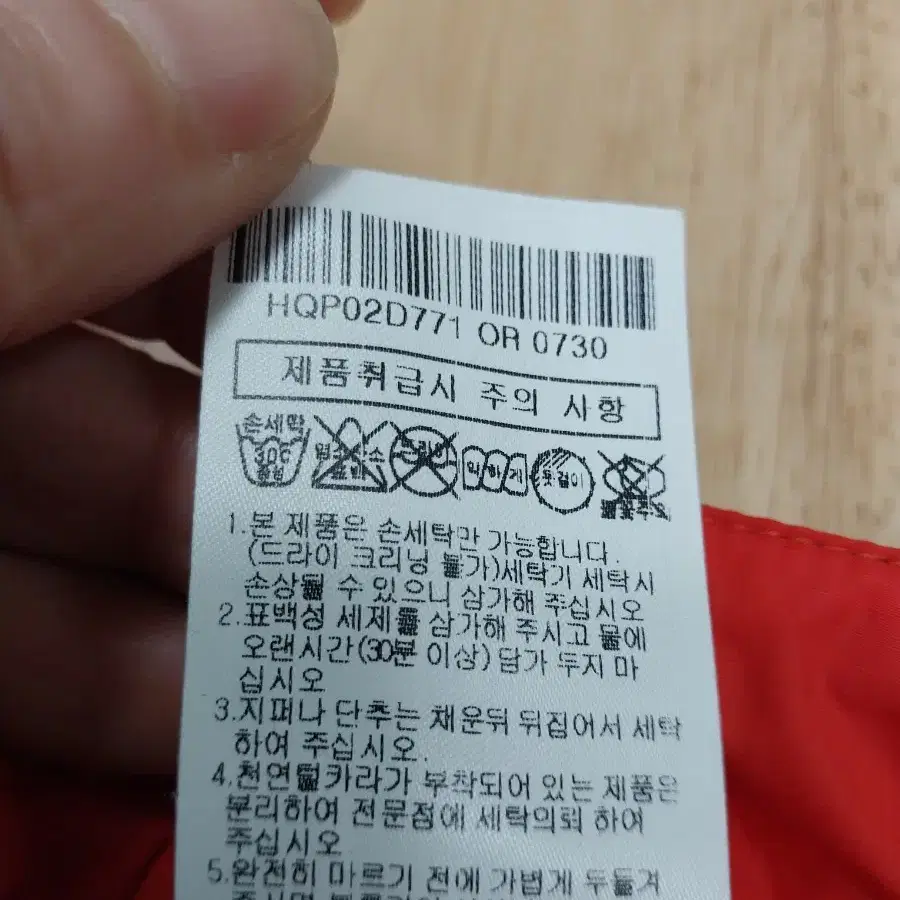 HQP02D771 OR 0730
제품취급시 주의 사항
손세탁
30C
중성
약하게
옷걸이
1.본 제품은 손세탁만 가능합니다.
(드라이 크리닝 불가)세탁기 세탁시
손상될 수 있으니 삼가해 주십시오
2.표백성 세제를 삼가해 주시고 물에
오랜시간(30분 이상) 담가 두지 마
십시오
3.지퍼나 단추는 채운뒤 뒤집어서 세탁
하여 주십시오.
4.천연털카라가 부착되어 있는 제품은
분리하여 전문점에 세탁의뢰 하여
주십시오
5.완전히 마르기 전에 가볍게 두들겨